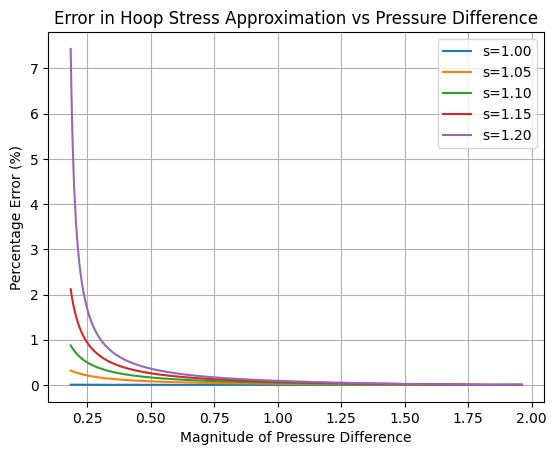 Error in Hoop Stress Approximation vs Pressure Difference
s=1.00
s=1.05
s=1.10
s=1.15
s=1.20
Percentage Error (%)
7
6
5
4
3
2
1
0
0.25 0.50 0.75 1.00 1.25 1.50 1.75 2.00
Magnitude of Pressure Difference